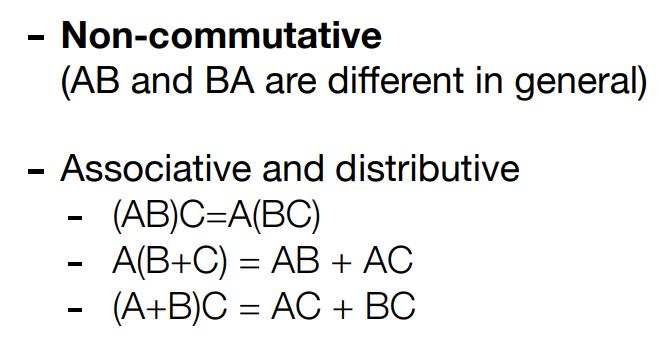 - Non-commutative
(AB and BA are different in general)
- Associative and distributive
- (AB)C=A(BC)
- A(B+C) = AB + AC
- (A+B)C = AC + BC